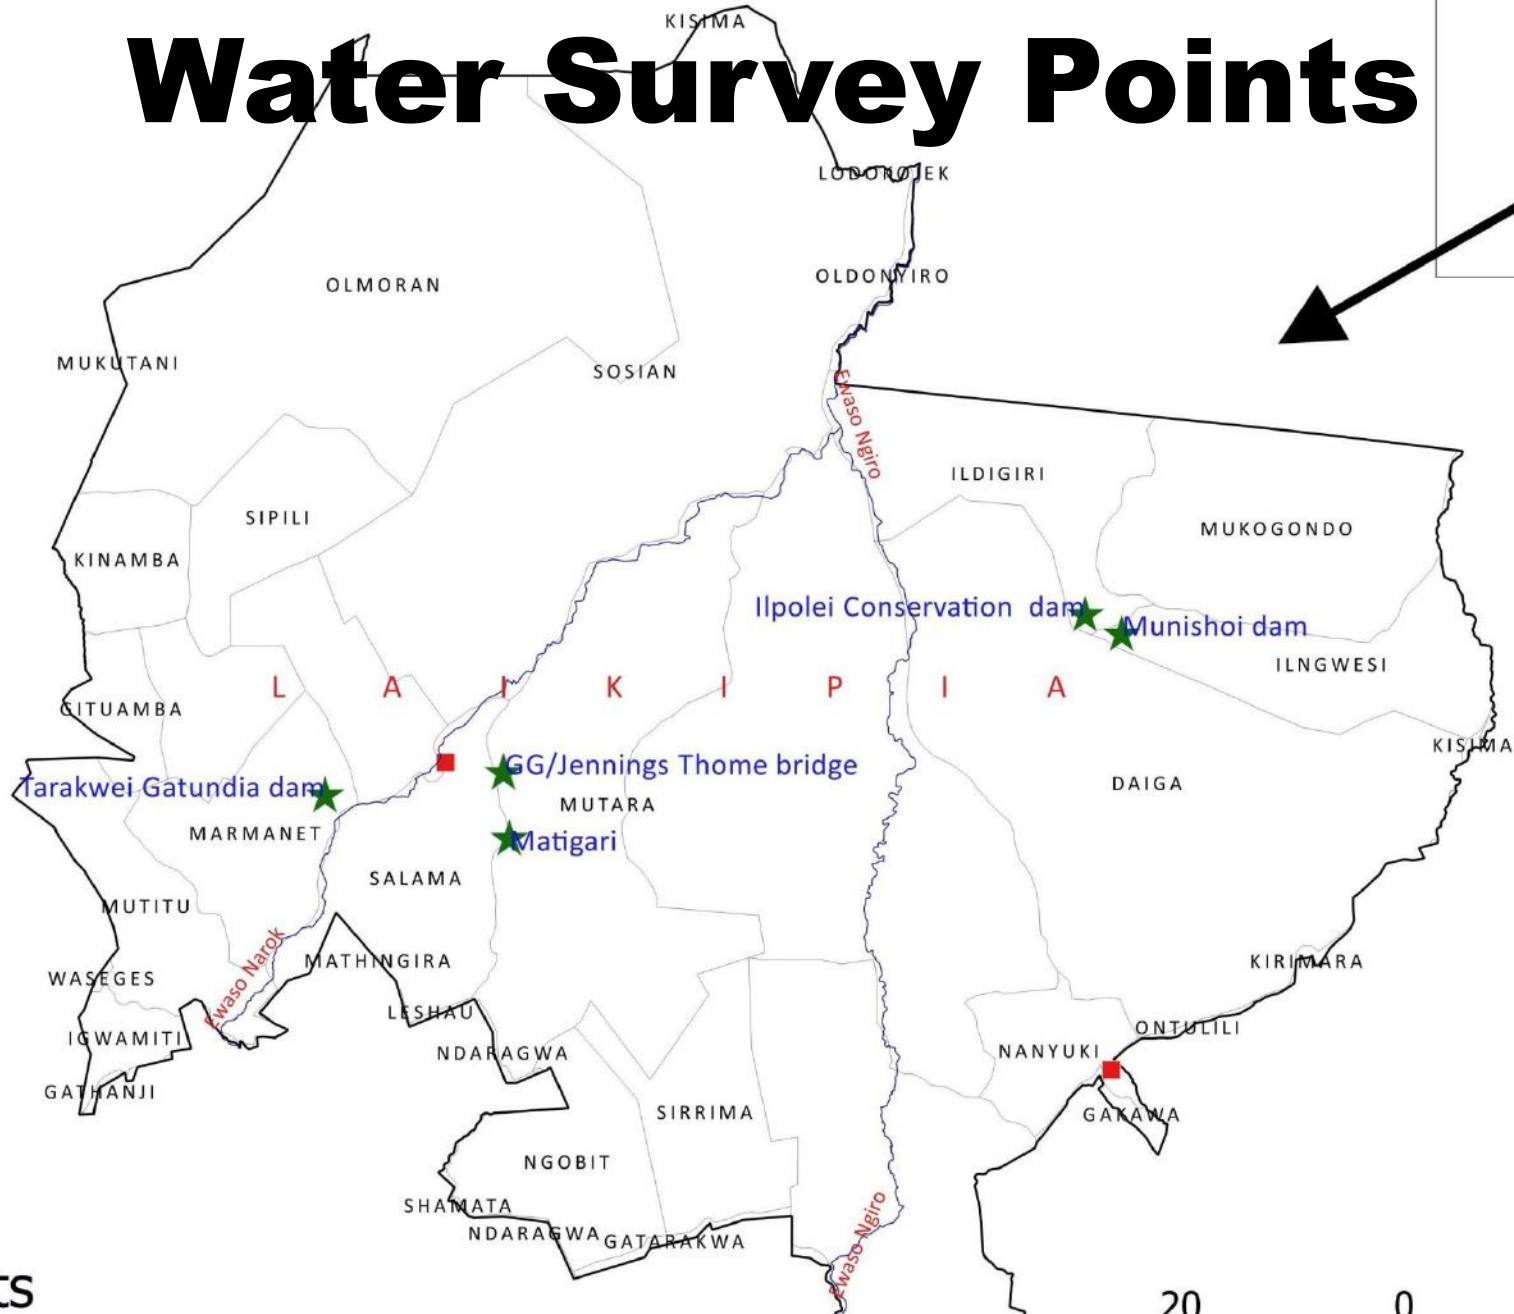 KISIMA
Water Survey Points
LODOKOJEK
OLDONYIRO
OLMORAN
MUKUTANI
SOSIAN
Ewaso Ngiro
ILDIGIRI
SIPILI
MUKOGONDO
KINAMBA
Ilpolei Conservation dam
Munishoi dam
ILNGWESI
L A I K I P I A
GITUAMBA
KISIMA
GG/Jennings Thome bridge
Tarakwei Gatundia dam
DAIGA
MUTARA
MARMANET
Matigari
SALAMA
MUTITU
Ewaso Narok
MATHINGIRA
KIRIMARA
WASEGES
LESHAU
ONTULILI
IGWAMITI
NDARAGWA
NANYUKI
GATHANJI
SIRRIMA
GAKAWA
NGOBIT
SHAMATA
NDARAGWA
GATARAKWA
Ewaso Ngiro
ts
20 0